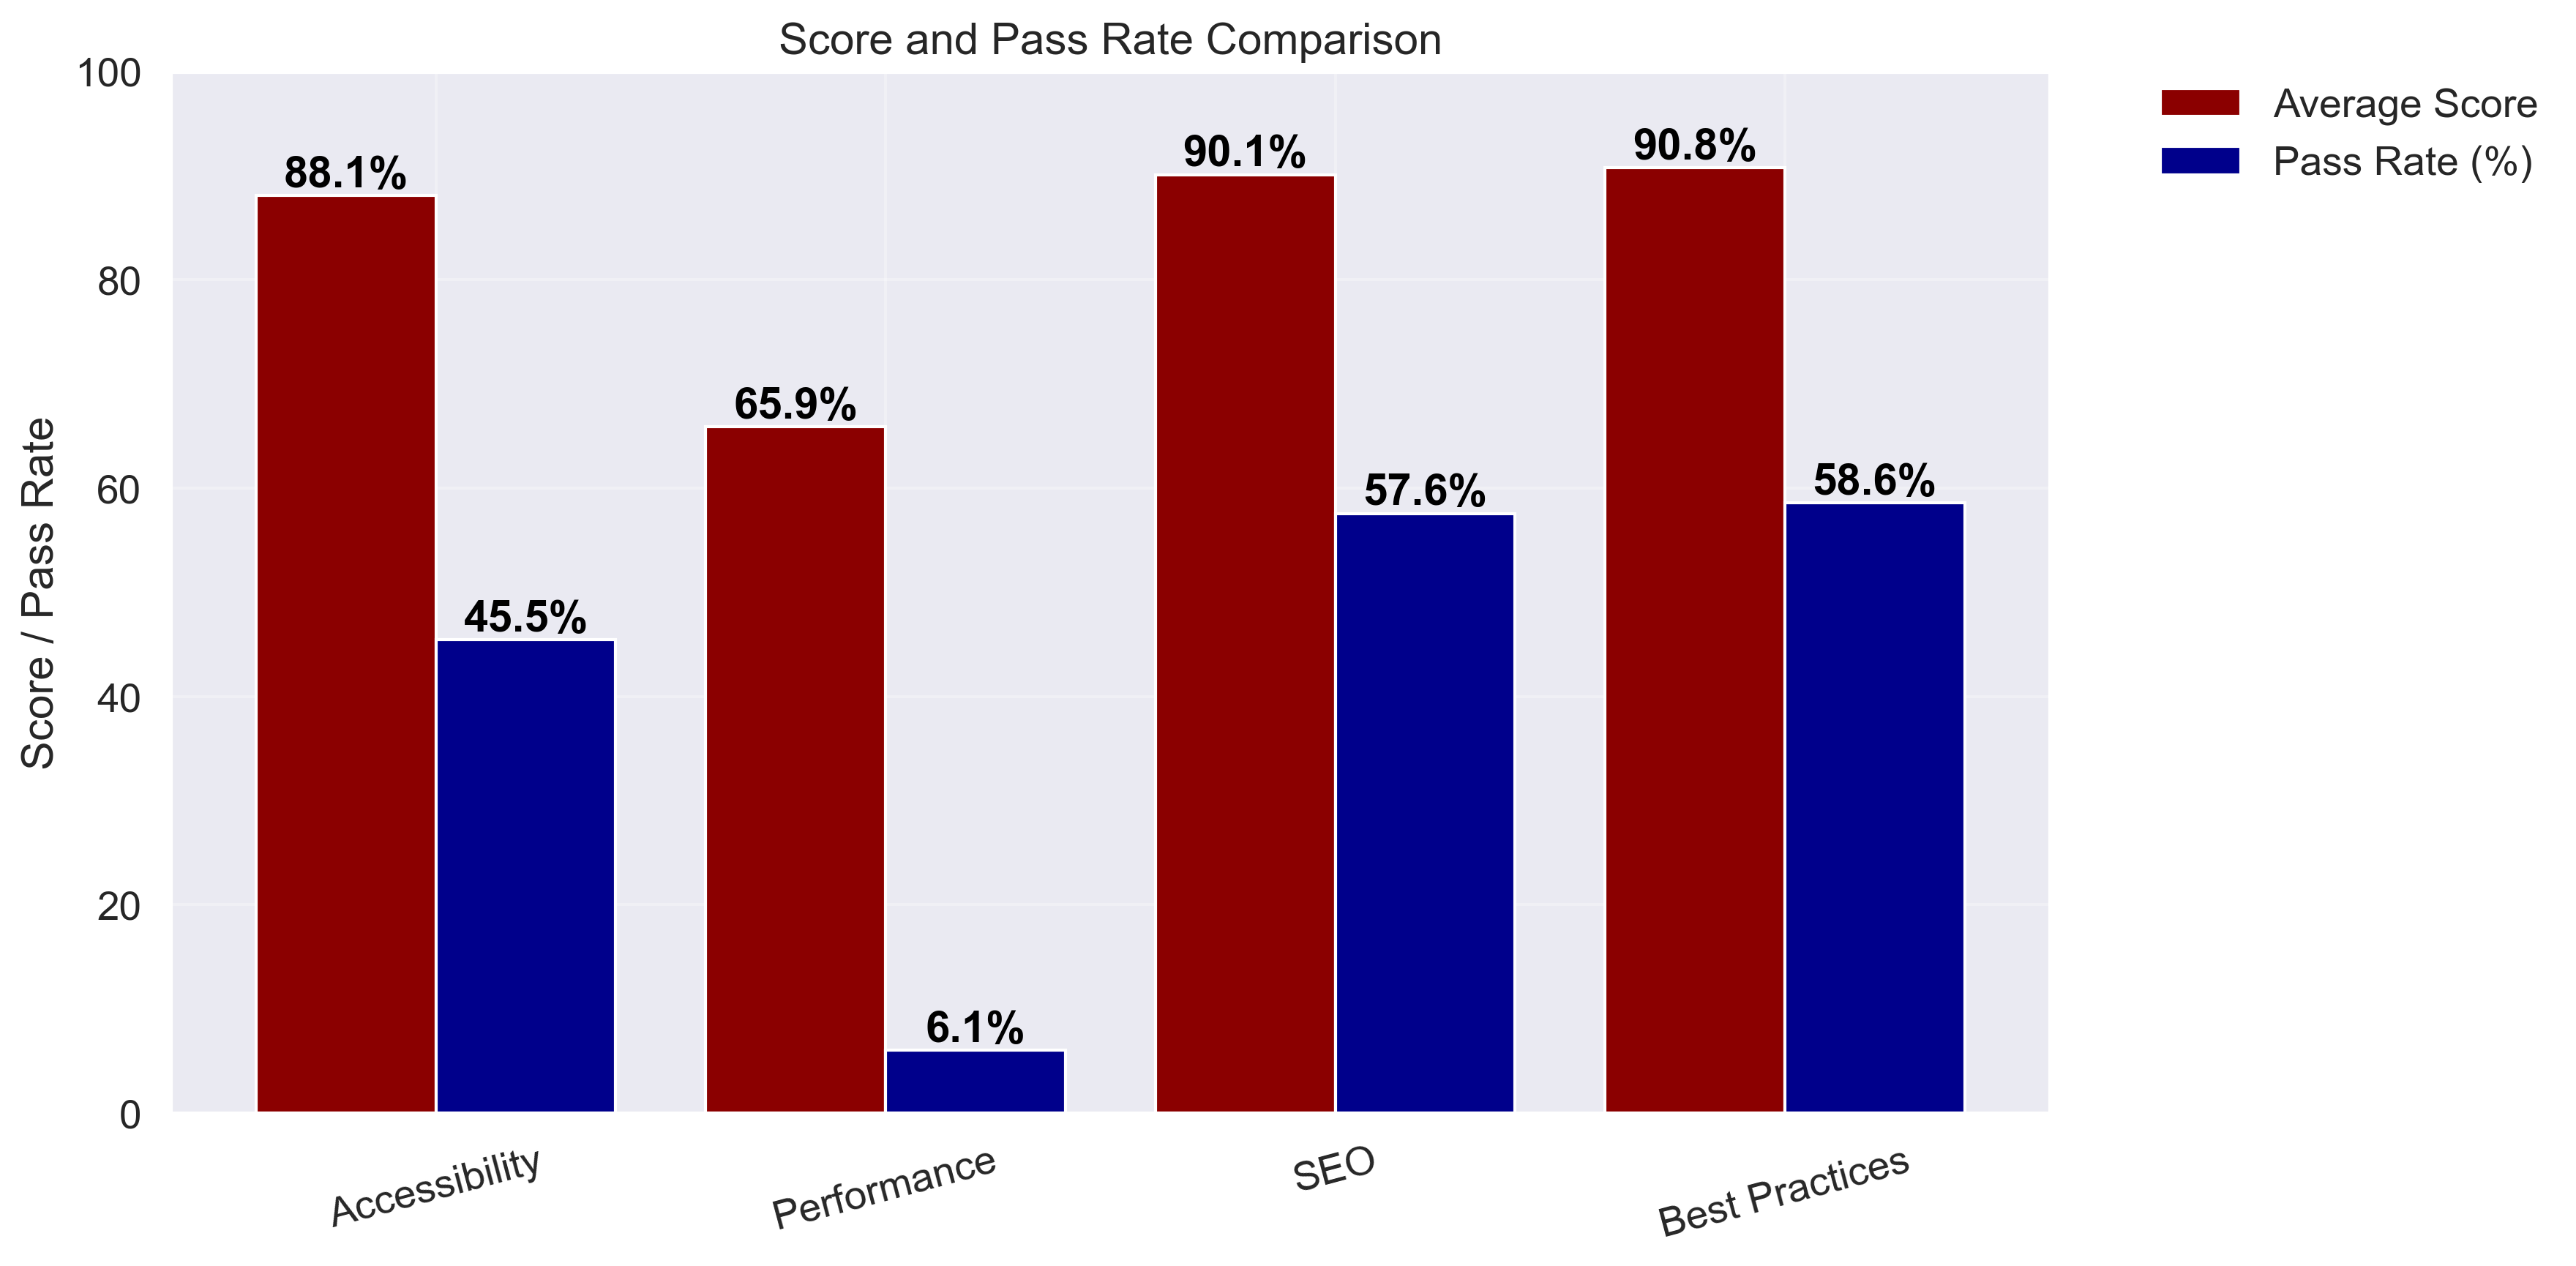 Score and Pass Rate Comparison
Average Score
Pass Rate (%)
Score / Pass Rate
100
80
60
40
20
0
88.1%
45.5%
65.9%
6.1%
90.1%
57.6%
90.8%
58.6%
Accessibility
Performance
SEO
Best Practices